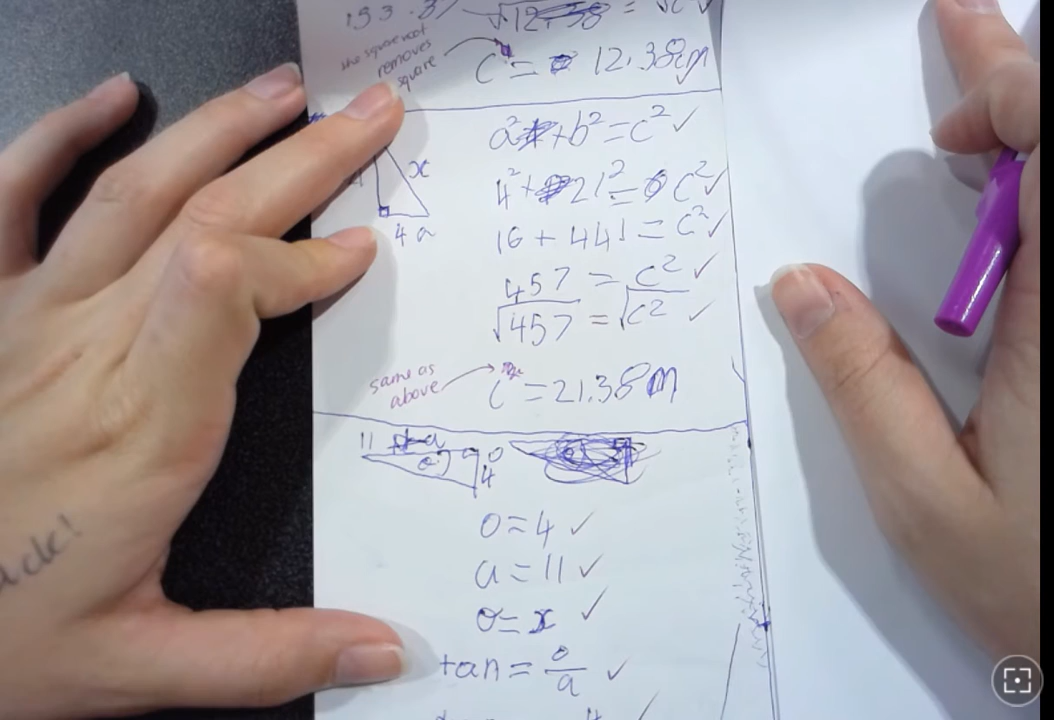 the square root
removes
square
C = 12.38m
a² + b² = c² ✓
x
4 a
4² + 21² = c² ✓
16 + 441 = c² ✓
457 = c² ✓
√457 = √c² ✓
same as
above
C = 21.38m
11 a
θ
o
4
o = 4 ✓
a = 11 ✓
θ = x ✓
tan = o/a ✓